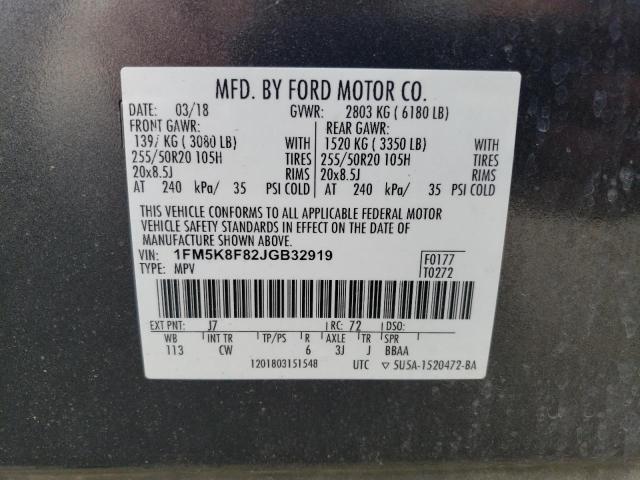 MFD. BY FORD MOTOR CO.
DATE: 03/18 GVWR: 2803 KG ( 6180 LB)
FRONT GAWR: REAR GAWR:
1397 KG ( 3080 LB) WITH 1520 KG ( 3350 LB) WITH
255/50R20 105H TIRES 255/50R20 105H TIRES
20x8.5J RIMS 20x8.5J RIMS
AT 240 kPa/ 35 PSI COLD AT 240 kPa/ 35 PSI COLD
THIS VEHICLE CONFORMS TO ALL APPLICABLE FEDERAL MOTOR
VEHICLE SAFETY STANDARDS IN EFFECT ON THE DATE OF
MANUFACTURE SHOWN ABOVE.
VIN: 1FM5K8F82JGB32919 F0177
TYPE: MPV T0272
EXT PNT: J7 RC: 72 DSO:
WB INT TR TP/PS R AXLE TR SPR
113 CW 6 3J J BBAA
1201803151548 UTC ▽ 5U5A-1520472-BA